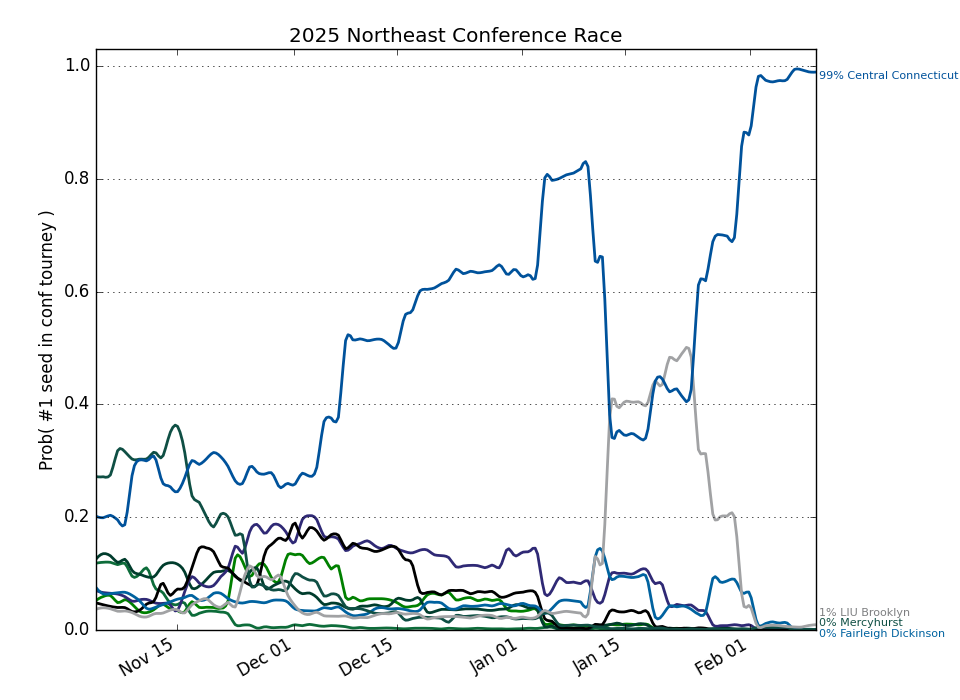 2025 Northeast Conference Race
Prob( #1 seed in conf tourney )
1.0
0.8
0.6
0.4
0.2
0.0
Nov 15
Dec 01
Dec 15
Jan 01
Jan 15
Feb 01
99% Central Connecticut
1% LIU Brooklyn
0% Mercyhurst
0% Fairleigh Dickinson